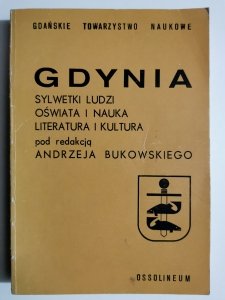 GDAŃSKIE TOWARZYSTWO NAUKOWE
GDYNIA
SYLWETKI LUDZI
OŚWIATA I NAUKA
LITERATURA I KULTURA
pod redakcją
ANDRZEJA BUKOWSKIEGO
OSSOLINEUM